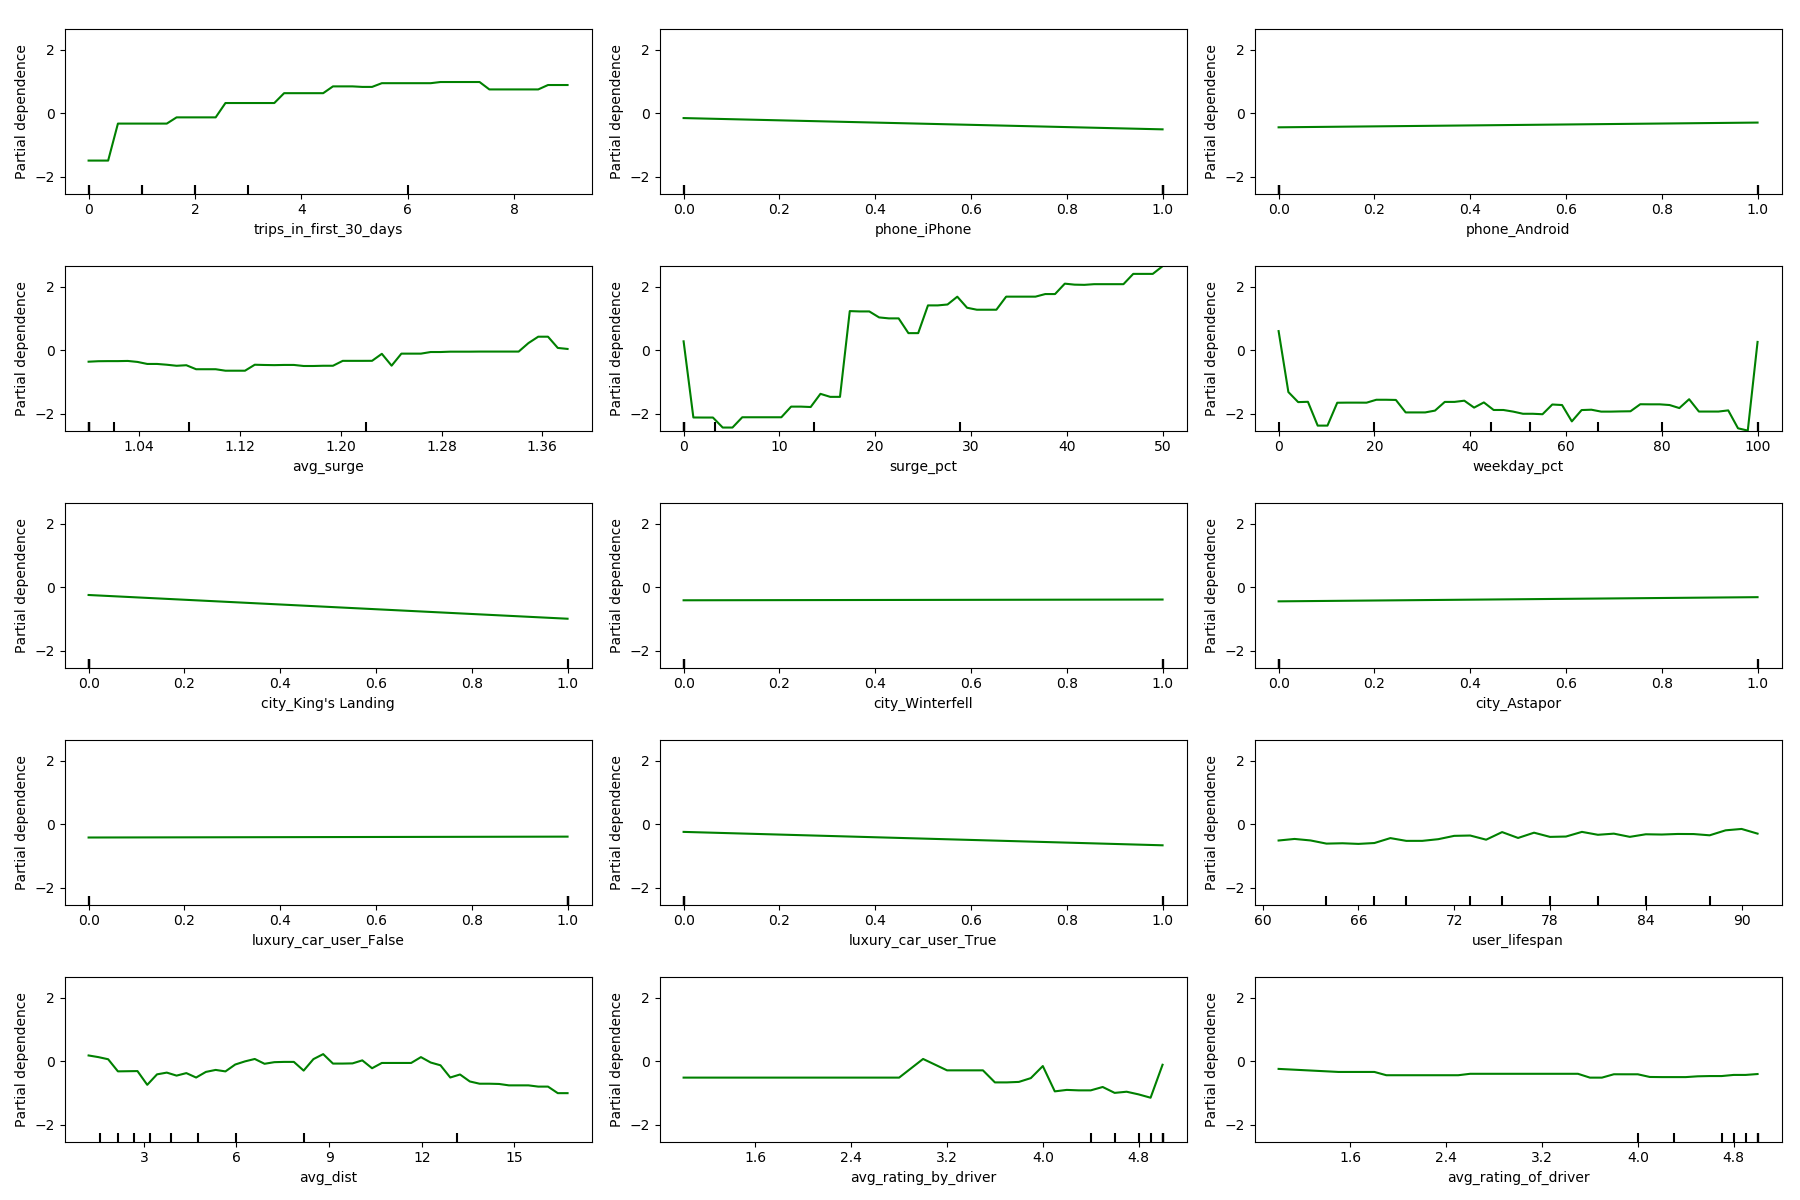 Partial dependence
2
0
−2
0 2 4 6 8
trips_in_first_30_days
Partial dependence
2
0
−2
0.0 0.2 0.4 0.6 0.8 1.0
phone_iPhone
Partial dependence
2
0
−2
0.0 0.2 0.4 0.6 0.8 1.0
phone_Android
Partial dependence
2
0
−2
1.04 1.12 1.20 1.28 1.36
avg_surge
Partial dependence
2
0
−2
0 10 20 30 40 50
surge_pct
Partial dependence
2
0
−2
0 20 40 60 80 100
weekday_pct
Partial dependence
2
0
−2
0.0 0.2 0.4 0.6 0.8 1.0
city_King's Landing
Partial dependence
2
0
−2
0.0 0.2 0.4 0.6 0.8 1.0
city_Winterfell
Partial dependence
2
0
−2
0.0 0.2 0.4 0.6 0.8 1.0
city_Astapor
Partial dependence
2
0
−2
0.0 0.2 0.4 0.6 0.8 1.0
luxury_car_user_False
Partial dependence
2
0
−2
0.0 0.2 0.4 0.6 0.8 1.0
luxury_car_user_True
Partial dependence
2
0
−2
60 66 72 78 84 90
user_lifespan
Partial dependence
2
0
−2
3 6 9 12 15
avg_dist
Partial dependence
2
0
−2
1.6 2.4 3.2 4.0 4.8
avg_rating_by_driver
Partial dependence
2
0
−2
1.6 2.4 3.2 4.0 4.8
avg_rating_of_driver